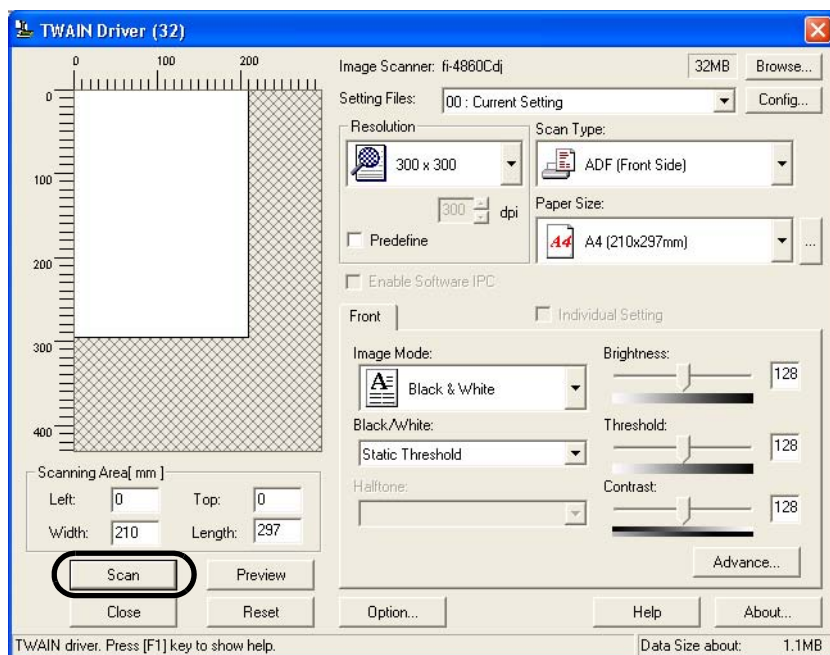 TWAIN Driver (32)
0 100 200
0
100
200
300
400
Image Scanner: fi-4860Cdj 32MB Browse...
Setting Files: 00 : Current Setting Config...
Resolution
300 x 300
300 dpi
Predefine
Scan Type:
ADF (Front Side)
Paper Size:
A4 A4 (210x297mm) ...
Enable Software IPC
Front Individual Setting
Image Mode:
A Black & White
Black/White:
Static Threshold
Halftone:
Brightness:
128
Threshold:
128
Contrast:
128
Advance...
Scanning Area[ mm ]
Left: 0 Top: 0
Width: 210 Length: 297
Scan Preview
Close Reset Option... Help About...
TWAIN driver. Press [F1] key to show help. Data Size about: 1.1MB